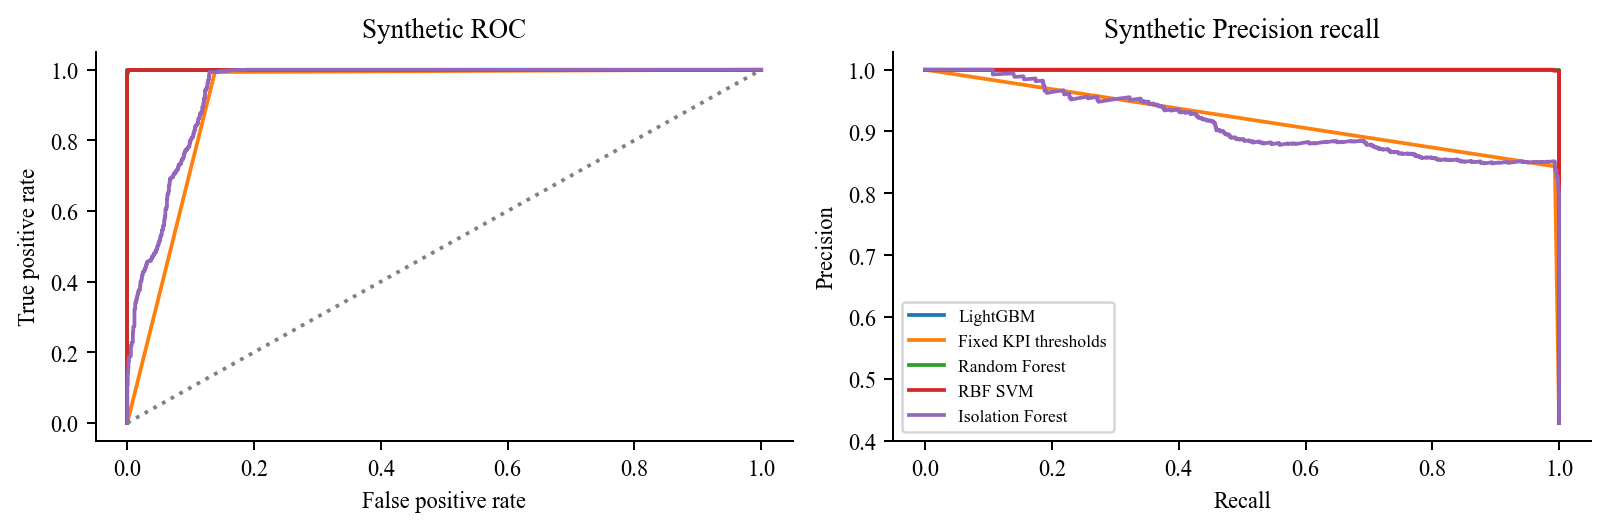 Synthetic ROC
True positive rate
1.0
0.8
0.6
0.4
0.2
0.0
0.0 0.2 0.4 0.6 0.8 1.0
False positive rate
Synthetic Precision recall
Precision
1.0
0.9
0.8
0.7
0.6
0.5
0.4
LightGBM
Fixed KPI thresholds
Random Forest
RBF SVM
Isolation Forest
0.0 0.2 0.4 0.6 0.8 1.0
Recall